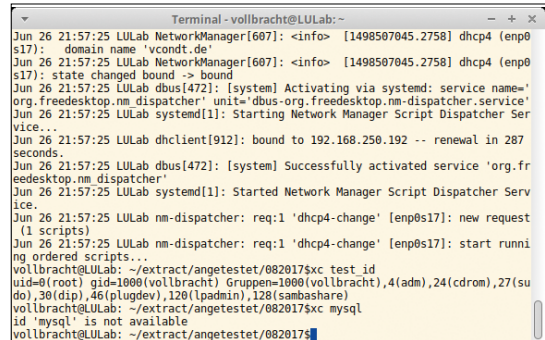 Terminal - vollbracht@LULab: ~
Jun 26 21:57:25 LULab NetworkManager[607]: <info>  [1498507045.2758] dhcp4 (enp0
s17):   domain name 'vcondt.de'
Jun 26 21:57:25 LULab NetworkManager[607]: <info>  [1498507045.2758] dhcp4 (enp0
s17): state changed bound -> bound
Jun 26 21:57:25 LULab dbus[472]: [system] Activating via systemd: service name='
org.freedesktop.nm_dispatcher' unit='dbus-org.freedesktop.nm-dispatcher.service'
Jun 26 21:57:25 LULab systemd[1]: Starting Network Manager Script Dispatcher Ser
vice...
Jun 26 21:57:25 LULab dhclient[912]: bound to 192.168.250.192 -- renewal in 287
seconds.
Jun 26 21:57:25 LULab dbus[472]: [system] Successfully activated service 'org.fr
eedesktop.nm_dispatcher'
Jun 26 21:57:25 LULab systemd[1]: Started Network Manager Script Dispatcher Serv
ice.
Jun 26 21:57:25 LULab nm-dispatcher: req:1 'dhcp4-change' [enp0s17]: new request
 (1 scripts)
Jun 26 21:57:25 LULab nm-dispatcher: req:1 'dhcp4-change' [enp0s17]: start runni
ng ordered scripts...
vollbracht@LULab: ~/extract/angetestet/082017$xc test_id
uid=0(root) gid=1000(vollbracht) Gruppen=1000(vollbracht),4(adm),24(cdrom),27(su
do),30(dip),46(plugdev),120(lpadmin),128(sambashare)
vollbracht@LULab: ~/extract/angetestet/082017$xc mysql
id 'mysql' is not available
vollbracht@LULab: ~/extract/angetestet/082017$